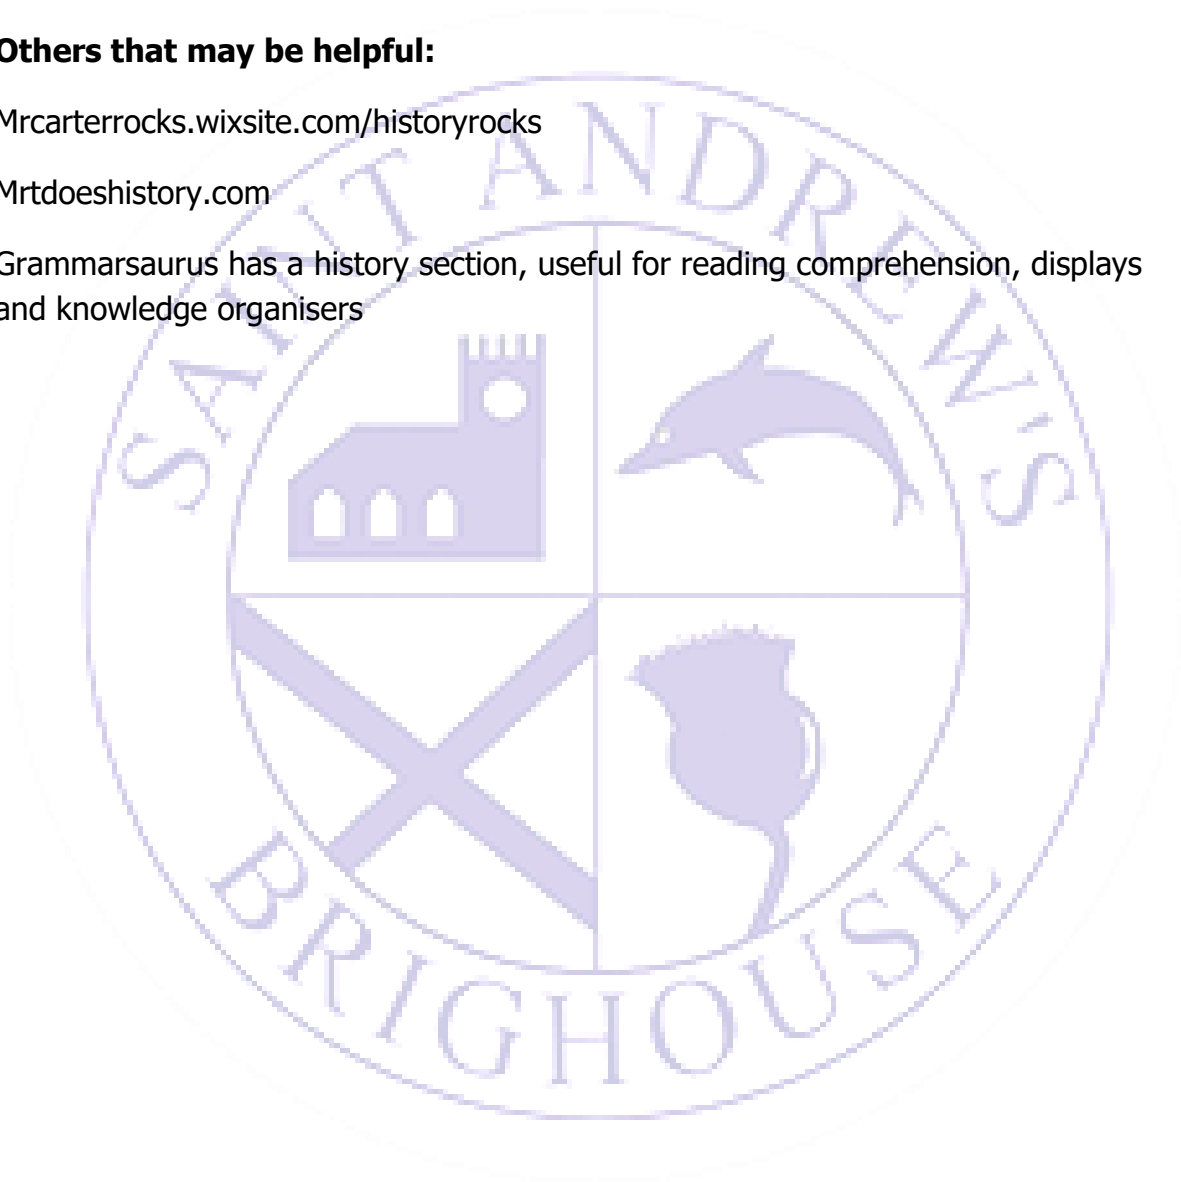 Others that may be helpful:
Mrcarterrocks.wixsite.com/historyrocks
Mrtdoeshistory.com
Grammarsaurus has a history section, useful for reading comprehension, displays
and knowledge organisers
SAINT ANDREW'S
BRIGHOUSE